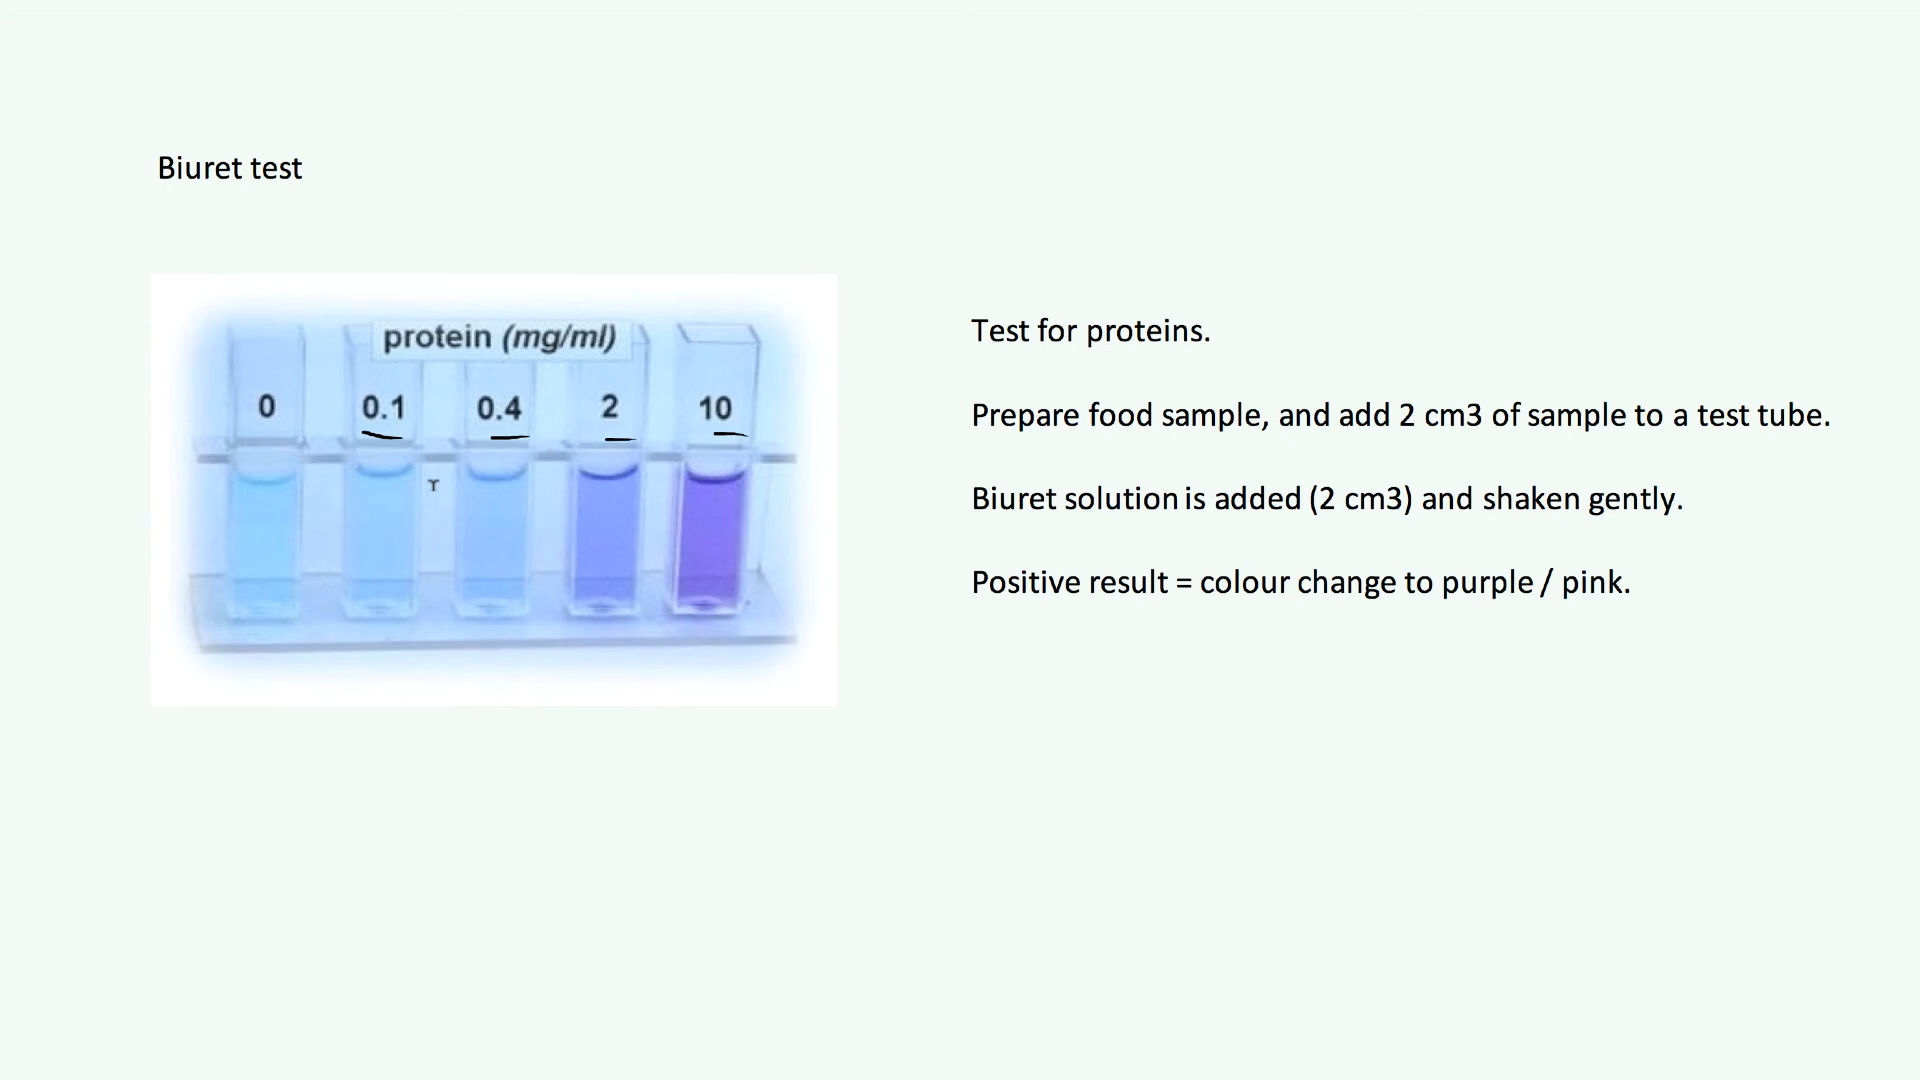 Biuret test
protein (mg/ml)
0 0.1 0.4 2 10
Test for proteins.
Prepare food sample, and add 2 cm3 of sample to a test tube.
Biuret solution is added (2 cm3) and shaken gently.
Positive result = colour change to purple / pink.